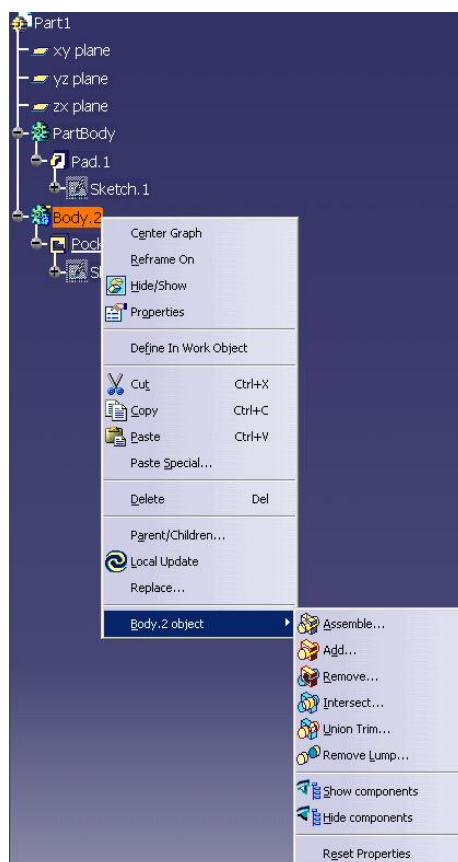 Part1
xy plane
yz plane
zx plane
PartBody
Pad.1
Sketch.1
Body.2
Center Graph
Pock
Reframe On
S
Hide/Show
Properties
Define In Work Object
Cut Ctrl+X
Copy Ctrl+C
Paste Ctrl+V
Paste Special...
Delete Del
Parent/Children...
Local Update
Replace...
Body.2 object
Assemble...
Add...
Remove...
Intersect...
Union Trim...
Remove Lump...
Show components
Hide components
Reset Properties